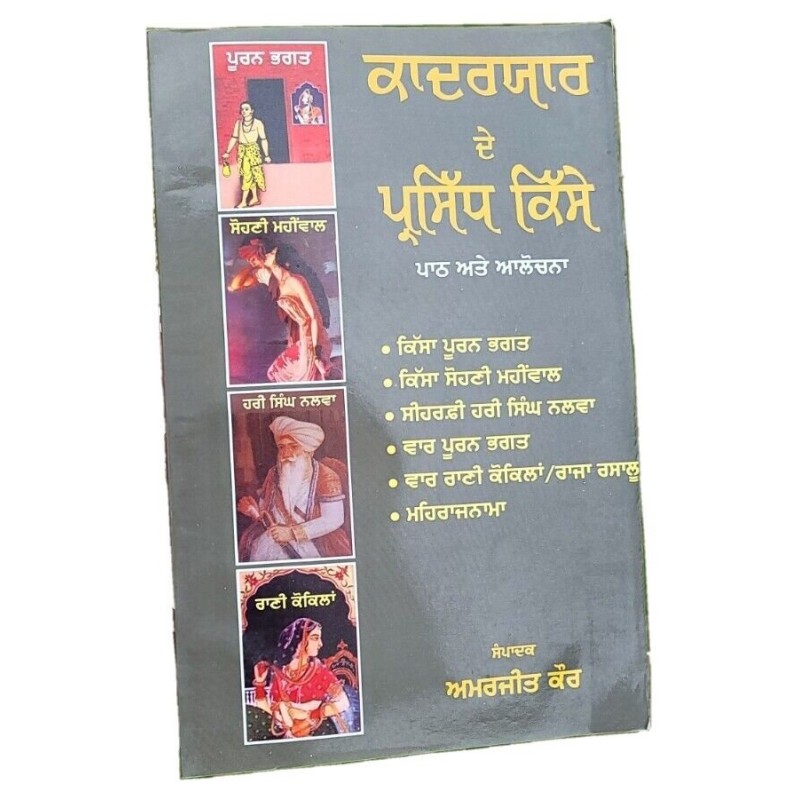 ਕਾਦਰਯਾਰ
ਦੇ
ਪ੍ਰਸਿੱਧ ਕਿੱਸੇ
ਪਾਠ ਅਤੇ ਆਲੋਚਨਾ
• ਕਿੱਸਾ ਪੂਰਨ ਭਗਤ
• ਕਿੱਸਾ ਸੋਹਣੀ ਮਹੀਂਵਾਲ
• ਸੀਹਰਫ਼ੀ ਹਰੀ ਸਿੰਘ ਨਲਵਾ
• ਵਾਰ ਪੂਰਨ ਭਗਤ
• ਵਾਰ ਰਾਣੀ ਕੋਕਿਲਾਂ/ਰਾਜਾ ਰਸਾਲੂ
• ਮਹਿਰਾਜਨਾਮਾ
ਸੰਪਾਦਕ
ਅਮਰਜੀਤ ਕੌਰ
ਪੂਰਨ ਭਗਤ
ਸੋਹਣੀ ਮਹੀਂਵਾਲ
ਹਰੀ ਸਿੰਘ ਨਲਵਾ
ਰਾਣੀ ਕੋਕਿਲਾਂ